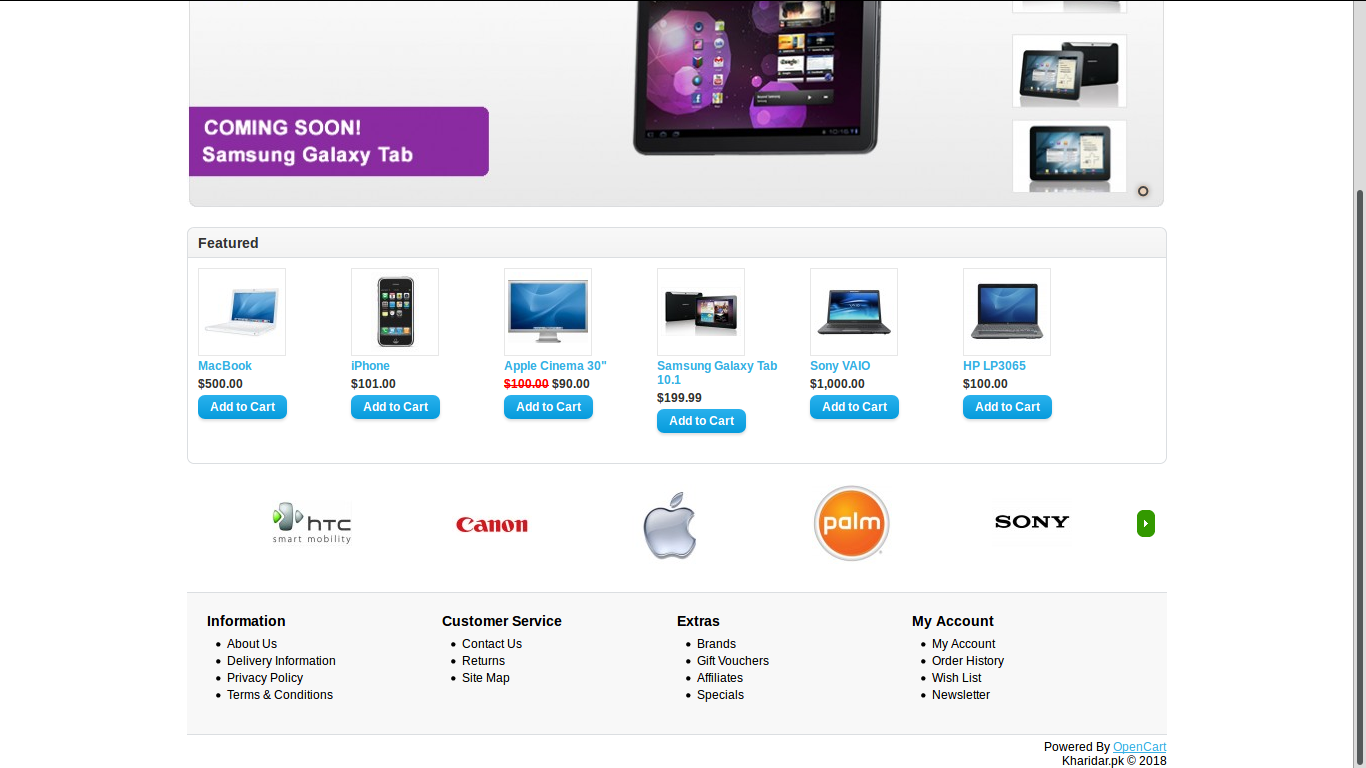 COMING SOON!
Samsung Galaxy Tab
Featured
MacBook
$500.00
Add to Cart
iPhone
$101.00
Add to Cart
Apple Cinema 30"
$100.00 $90.00
Add to Cart
Samsung Galaxy Tab
10.1
$199.99
Add to Cart
Sony VAIO
$1,000.00
Add to Cart
HP LP3065
$100.00
Add to Cart
hTC
smart mobility
Canon
palm
SONY
Information
About Us
Delivery Information
Privacy Policy
Terms & Conditions
Customer Service
Contact Us
Returns
Site Map
Extras
Brands
Gift Vouchers
Affiliates
Specials
My Account
My Account
Order History
Wish List
Newsletter
Powered By OpenCart
Kharidar.pk © 2018